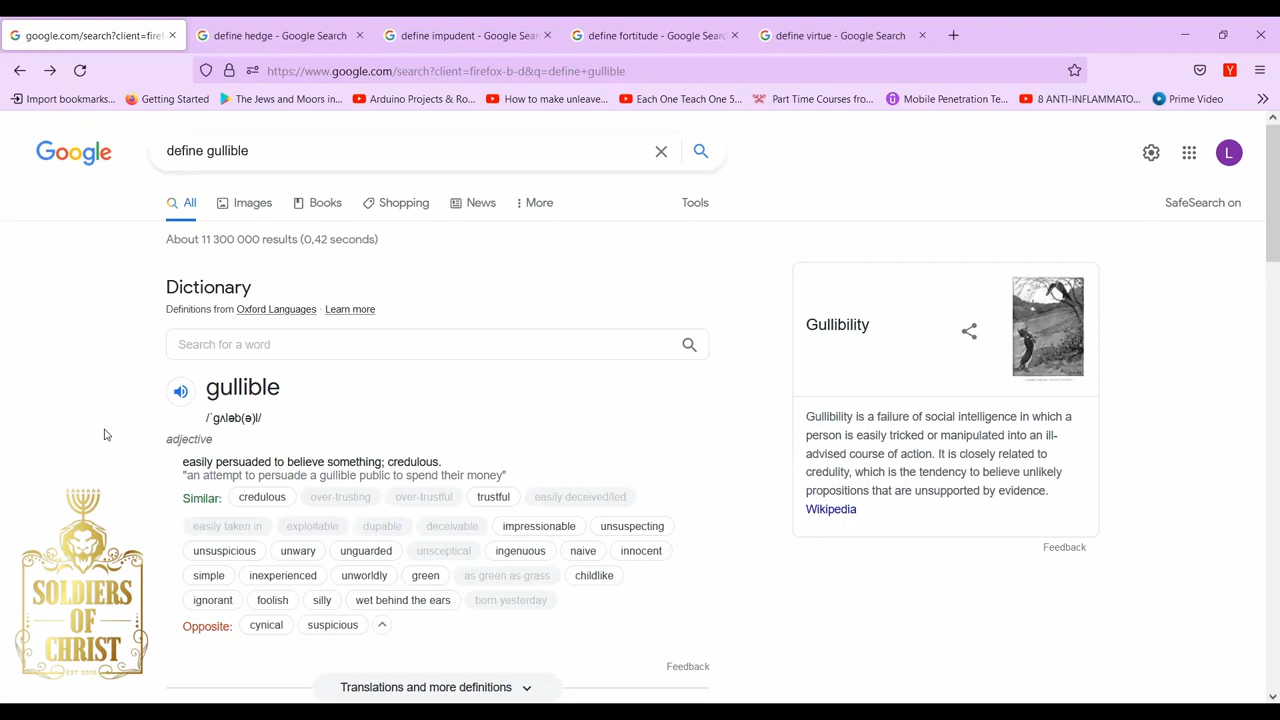 google.com/search?client=firef
define hedge - Google Search
define impudent - Google Sear
define fortitude - Google Search
define virtue - Google Search
https://www.google.com/search?client=firefox-b-d&q=define+gullible
Import bookmarks...
Getting Started
The Jews and Moors in...
Arduino Projects & Ro...
How to make unleave...
Each One Teach One 5...
Part Time Courses fro...
Mobile Penetration Te...
8 ANTI-INFLAMMATO...
Prime Video
Google
define gullible
L
All
Images
Books
Shopping
News
More
Tools
SafeSearch on
About 11 300 000 results (0,42 seconds)
Dictionary
Definitions from Oxford Languages · Learn more
Search for a word
gullible
/ˈɡʌləb(ə)l/
adjective
easily persuaded to believe something; credulous.
"an attempt to persuade a gullible public to spend their money"
Similar: credulous over-trusting over-trustful trustful easily deceived/led
easily taken in exploitable dupable deceivable impressionable unsuspecting
unsuspicious unwary unguarded unsceptical ingenuous naive innocent
simple inexperienced unworldly green as green as grass childlike
ignorant foolish silly wet behind the ears born yesterday
Opposite: cynical suspicious
Feedback
Translations and more definitions
Gullibility
Gullibility is a failure of social intelligence in which a
person is easily tricked or manipulated into an ill-
advised course of action. It is closely related to
credulity, which is the tendency to believe unlikely
propositions that are unsupported by evidence.
Wikipedia
Feedback
SOLDIERS
OF
CHRIST
EST 2015